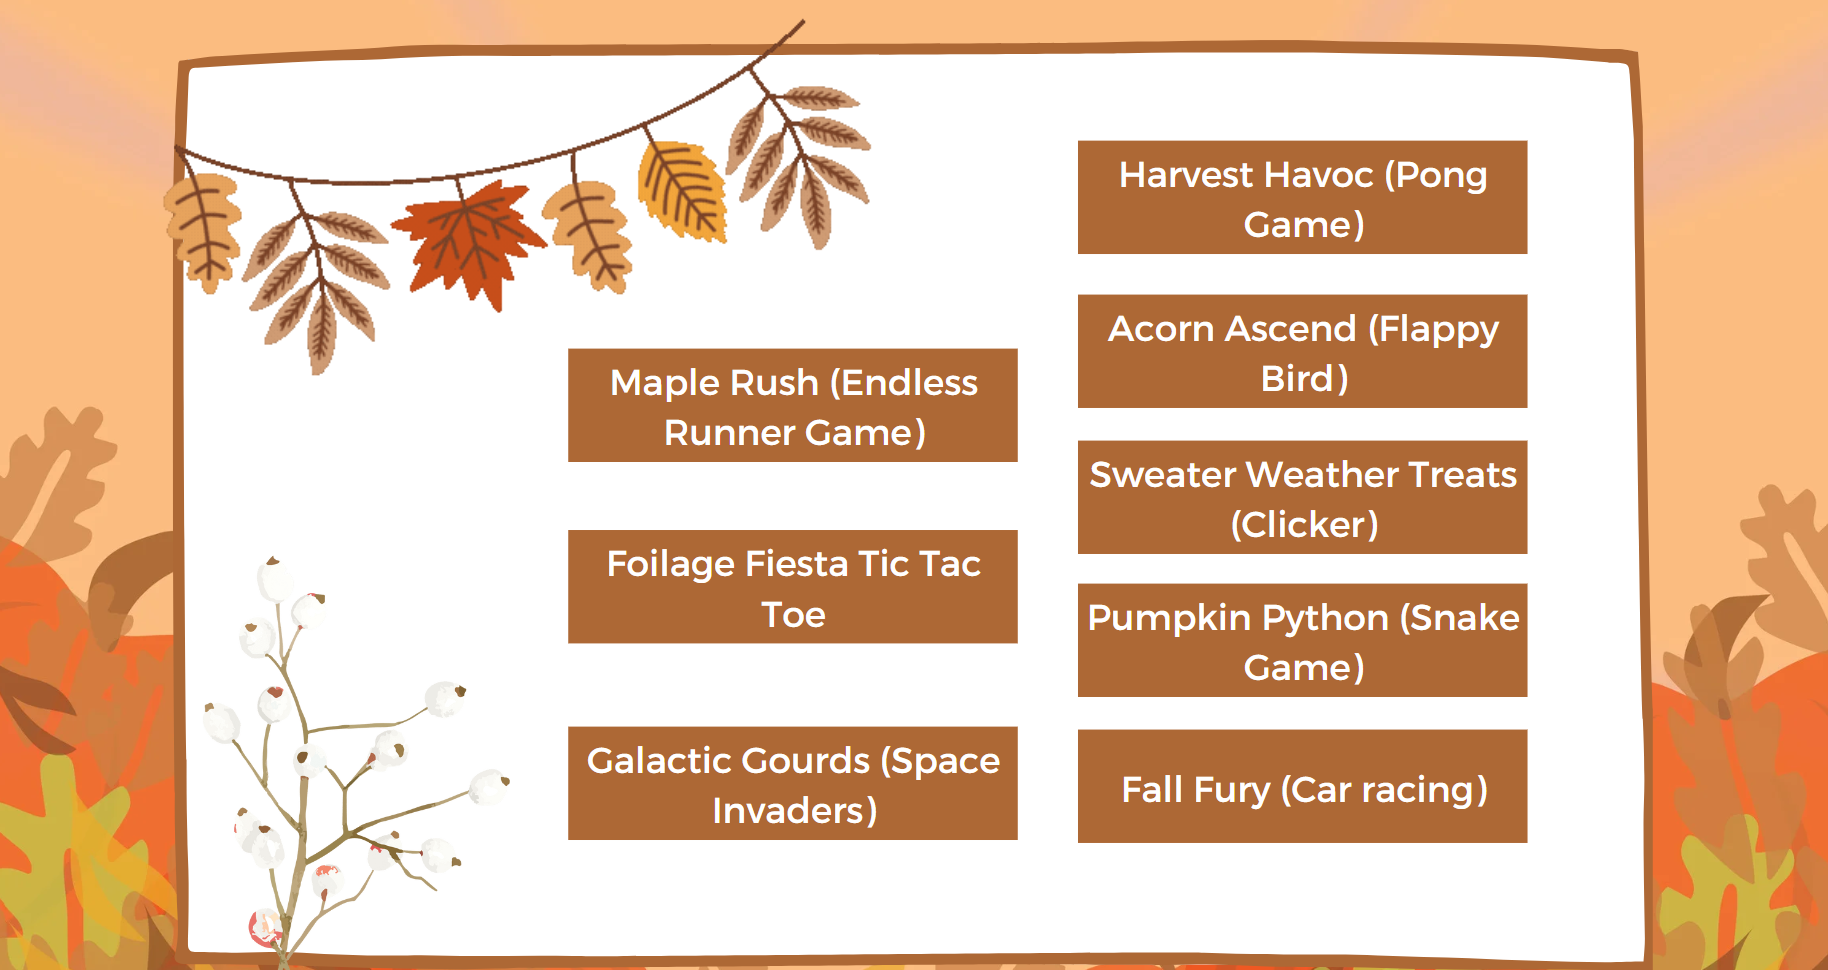 Maple Rush (Endless
Runner Game)
Foilage Fiesta Tic Tac
Toe
Galactic Gourds (Space
Invaders)
Harvest Havoc (Pong
Game)
Acorn Ascend (Flappy
Bird)
Sweater Weather Treats
(Clicker)
Pumpkin Python (Snake
Game)
Fall Fury (Car racing)